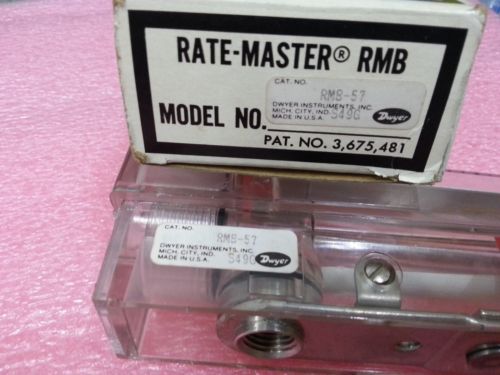 RATE-MASTER® RMB
CAT. NO.
RMB-57
DWYER INSTRUMENTS, INC.
MICH. CITY, IND.
MADE IN U.S.A. S49G Dwyer
MODEL NO.
PAT. NO. 3,675,481
CAT. NO.
RMB-57
DWYER INSTRUMENTS, INC.
MICH. CITY, IND.
MADE IN U.S.A. S49G Dwyer